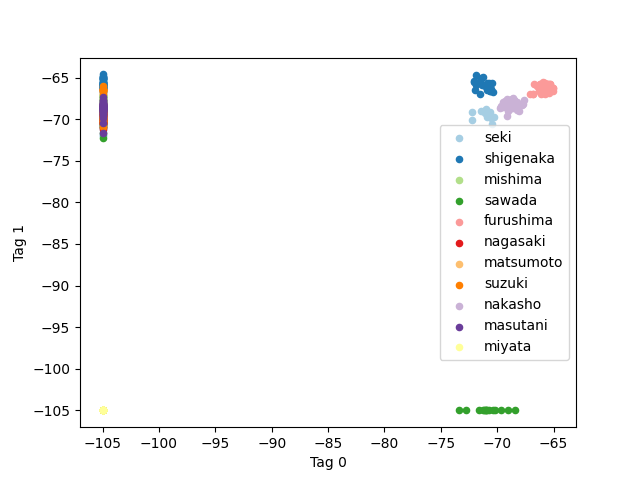 −65
−70
−75
−80
−85
−90
−95
−100
−105
Tag 1
seki
shigenaka
mishima
sawada
furushima
nagasaki
matsumoto
suzuki
nakasho
masutani
miyata
−105 −100 −95 −90 −85 −80 −75 −70 −65
Tag 0